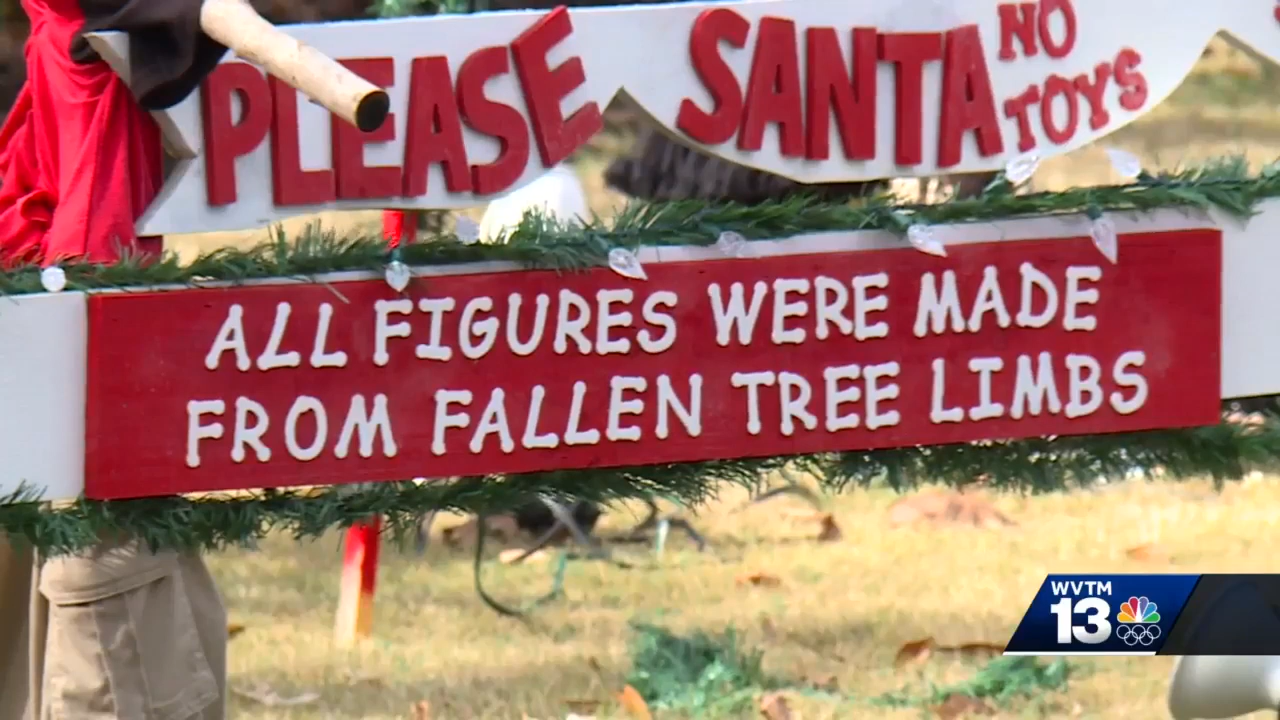 PLEASE SANTA NO TOYS
ALL FIGURES WERE MADE
FROM FALLEN TREE LIMBS
WVTM
13